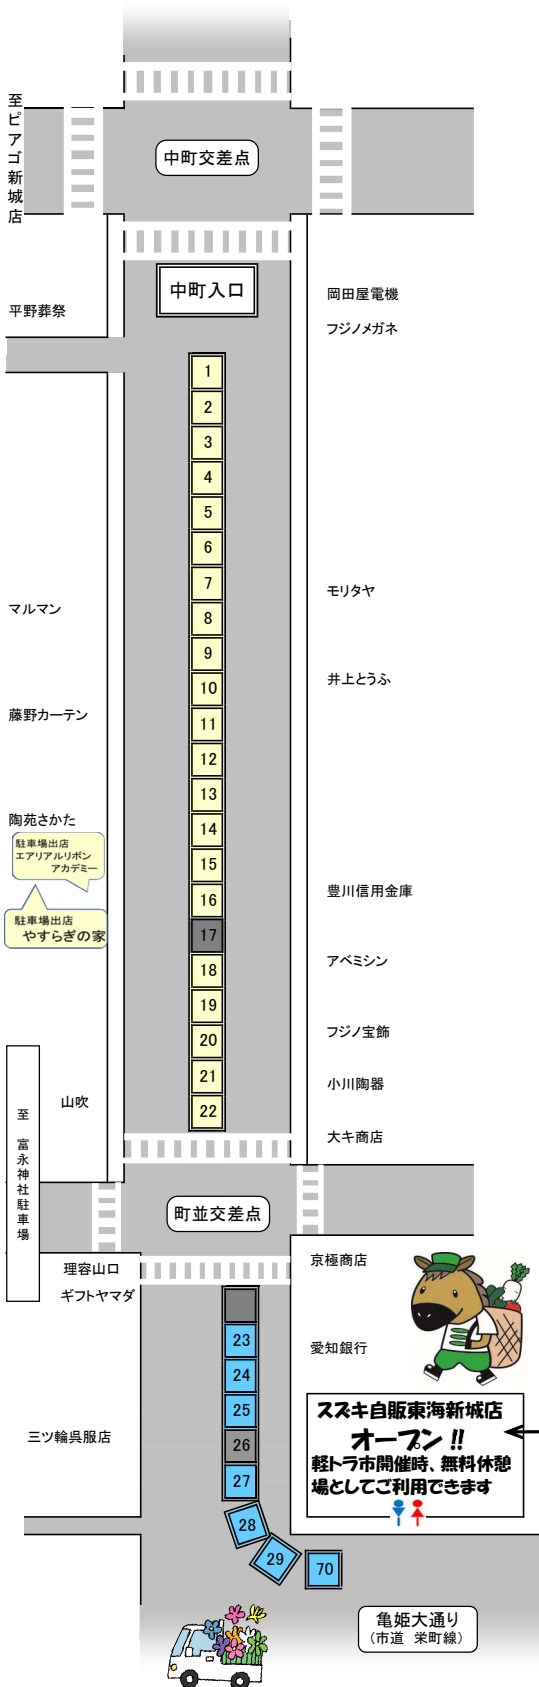 至ピアゴ新城店
中町交差点
中町入口
平野葬祭
岡田屋電機
フジノメガネ
1
2
3
4
5
6
7
モリタヤ
マルマン
8
9
井上とうふ
10
藤野カーテン
11
12
13
陶苑さかた
14
駐車場出店
エアリアルリボン
アカデミー
15
16
豊川信用金庫
駐車場出店
やすらぎの家
17
アベミシン
18
19
フジノ宝飾
20
21
小川陶器
山吹
22
大キ商店
至 富永神社駐車場
町並交差点
理容山口
ギフトヤマダ
京極商店
23
愛知銀行
24
25
三ツ輪呉服店
26
27
スズキ自販東海新城店
オープン !!
軽トラ市開催時、無料休憩
場としてご利用できます
28
29
70
亀姫大通り
(市道 栄町線)